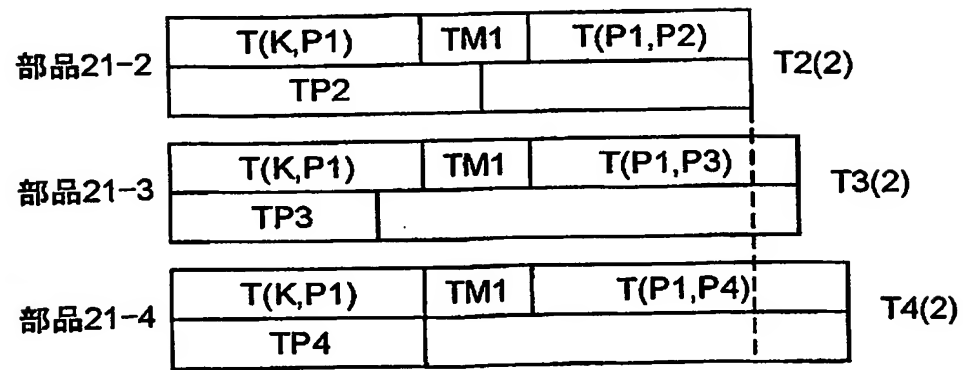 部品21-2 T(K,P1) TM1 T(P1,P2) T2(2)
TP2
部品21-3 T(K,P1) TM1 T(P1,P3) T3(2)
TP3
部品21-4 T(K,P1) TM1 T(P1,P4) T4(2)
TP4